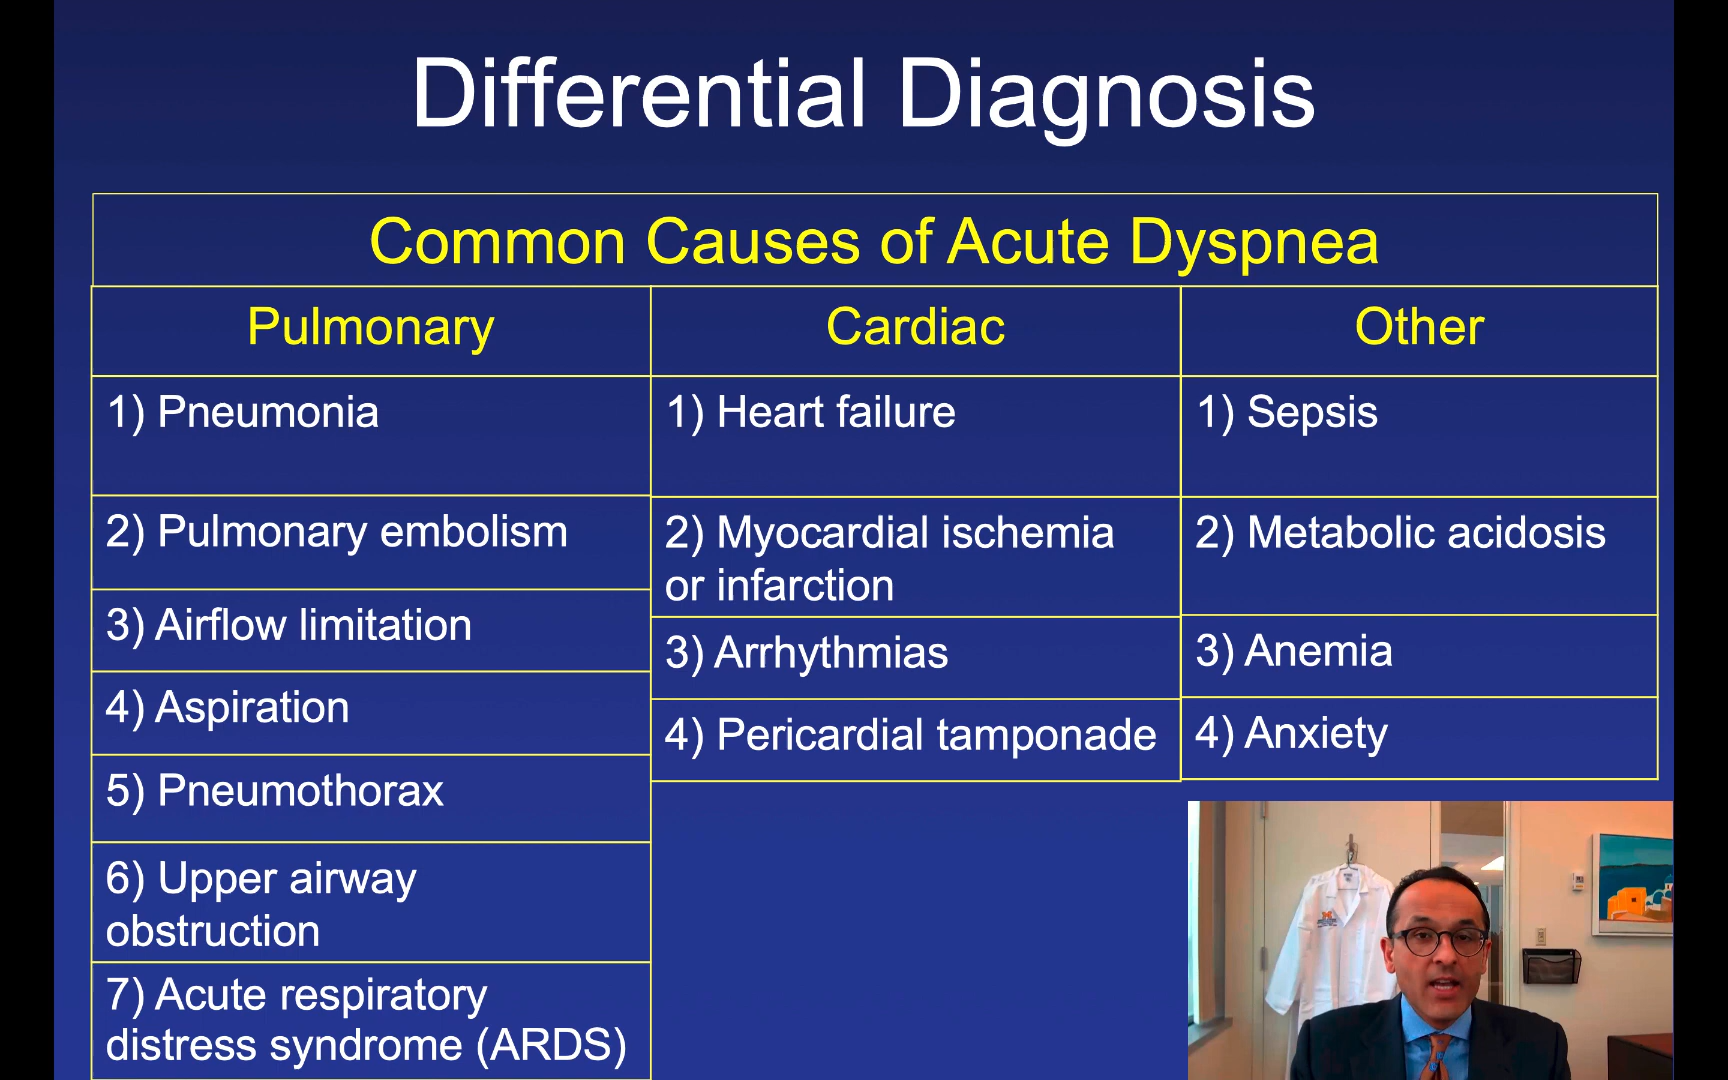 Differential Diagnosis
Common Causes of Acute Dyspnea
Pulmonary
Cardiac
Other
1) Pneumonia
1) Heart failure
1) Sepsis
2) Pulmonary embolism
2) Myocardial ischemia
or infarction
2) Metabolic acidosis
3) Airflow limitation
3) Arrhythmias
3) Anemia
4) Aspiration
4) Pericardial tamponade
4) Anxiety
5) Pneumothorax
6) Upper airway
obstruction
7) Acute respiratory
distress syndrome (ARDS)